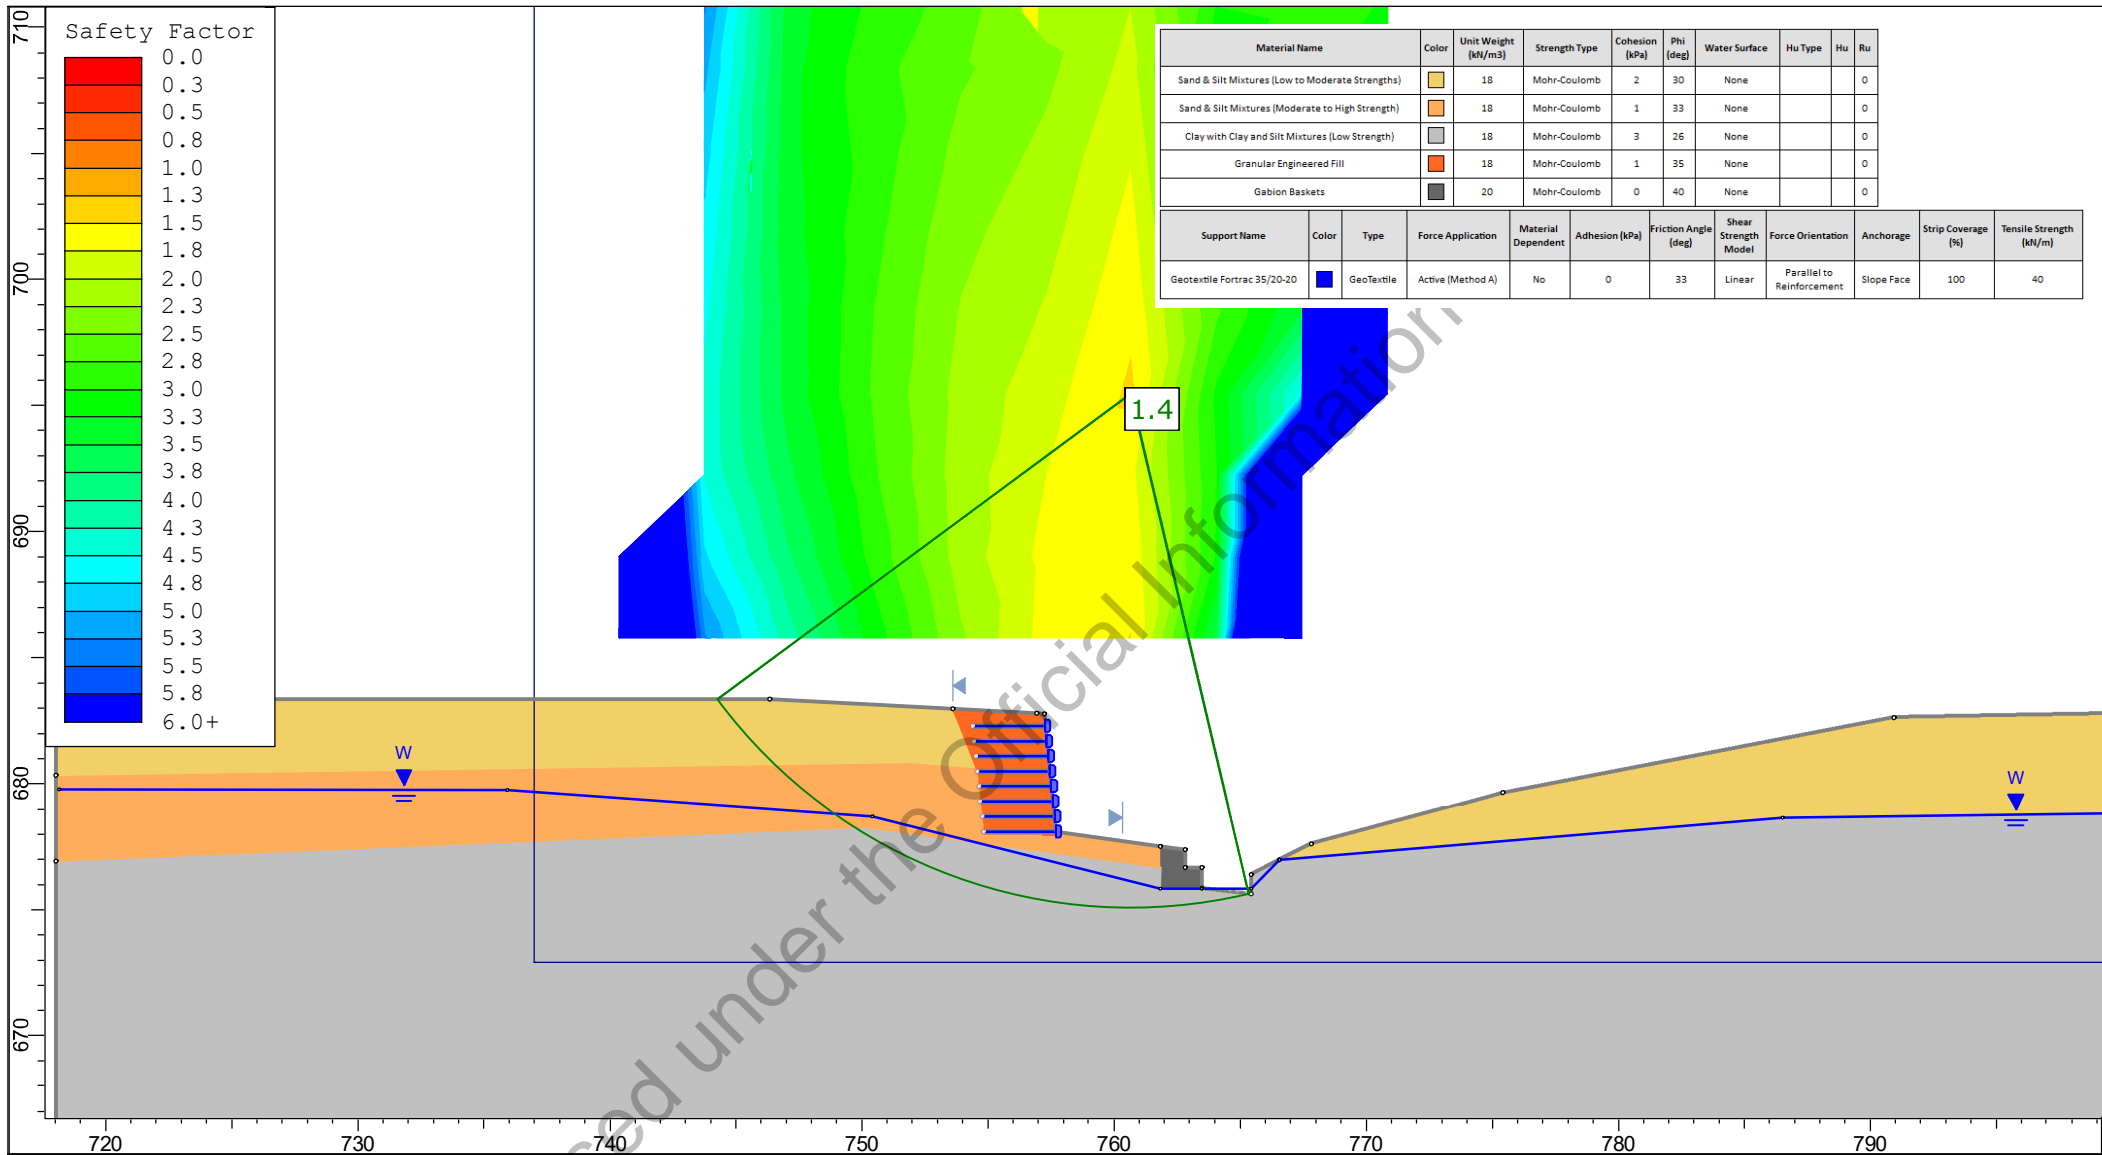 Safety Factor
0.0
0.3
0.5
0.8
1.0
1.3
1.5
1.8
2.0
2.3
2.5
2.8
3.0
3.3
3.5
3.8
4.0
4.3
4.5
4.8
5.0
5.3
5.5
5.8
6.0+
Material Name Color Unit Weight (kN/m3) Strength Type Cohesion (kPa) Phi (deg) Water Surface Hu Type Hu Ru
Sand & Silt Mixtures (Low to Moderate Strengths) 18 Mohr-Coulomb 2 30 None 0
Sand & Silt Mixtures (Moderate to High Strength) 18 Mohr-Coulomb 1 33 None 0
Clay with Clay and Silt Mixtures (Low Strength) 18 Mohr-Coulomb 3 26 None 0
Granular Engineered Fill 18 Mohr-Coulomb 1 35 None 0
Gabion Baskets 20 Mohr-Coulomb 0 40 None 0
Support Name Color Type Force Application Material Dependent Adhesion (kPa) Friction Angle (deg) Shear Strength Model Force Orientation Anchorage Strip Coverage (%) Tensile Strength (kN/m)
Geotextile Fortrac 35/20-20 GeoTextile Active (Method A) No 0 33 Linear Parallel to Reinforcement Slope Face 100 40
1.4
W
W
710
700
690
680
670
720 730 740 750 760 770 780 790
sed under the Official Information